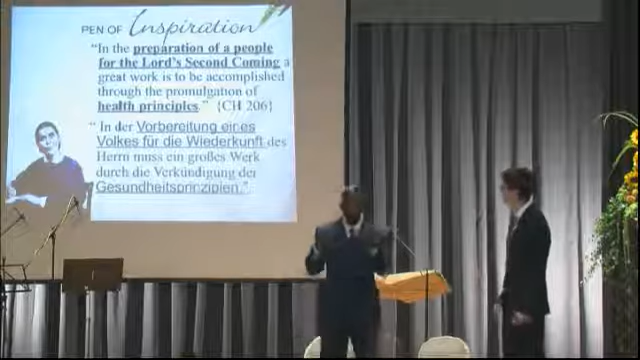 PEN OF Inspiration
“In the preparation of a people
for the Lord's Second Coming a
great work is to be accomplished
through the promulgation of
health principles.” {CH 206}
“In der Vorbereitung eines
Volkes für die Wiederkunft des
Herrn muss ein großes Werk
durch die Verkündigung der
Gesundheitsprinzipien.”